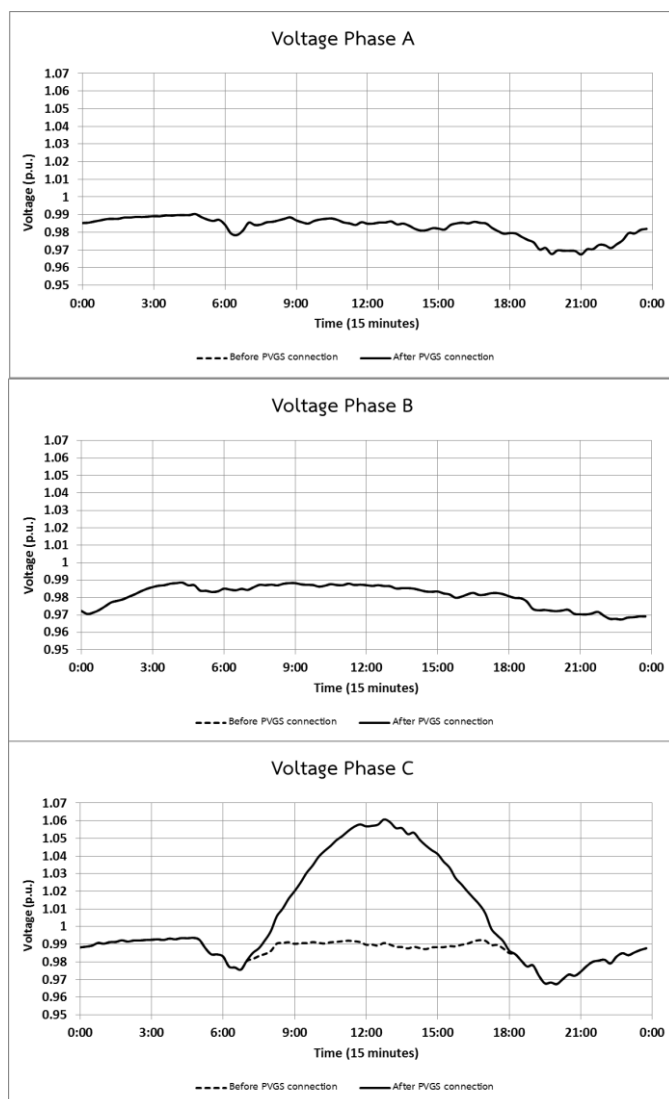 Voltage Phase A
1.07
1.06
1.05
1.04
1.03
1.02
1.01
1
0.99
0.98
0.97
0.96
0.95
Voltage (p.u.)
0:00 3:00 6:00 9:00 12:00 15:00 18:00 21:00 0:00
Time (15 minutes)
Before PVGS connection After PVGS connection
Voltage Phase B
1.07
1.06
1.05
1.04
1.03
1.02
1.01
1
0.99
0.98
0.97
0.96
0.95
Voltage (p.u.)
0:00 3:00 6:00 9:00 12:00 15:00 18:00 21:00 0:00
Time (15 minutes)
Before PVGS connection After PVGS connection
Voltage Phase C
1.07
1.06
1.05
1.04
1.03
1.02
1.01
1
0.99
0.98
0.97
0.96
0.95
Voltage (p.u.)
0:00 3:00 6:00 9:00 12:00 15:00 18:00 21:00 0:00
Time (15 minutes)
Before PVGS connection After PVGS connection